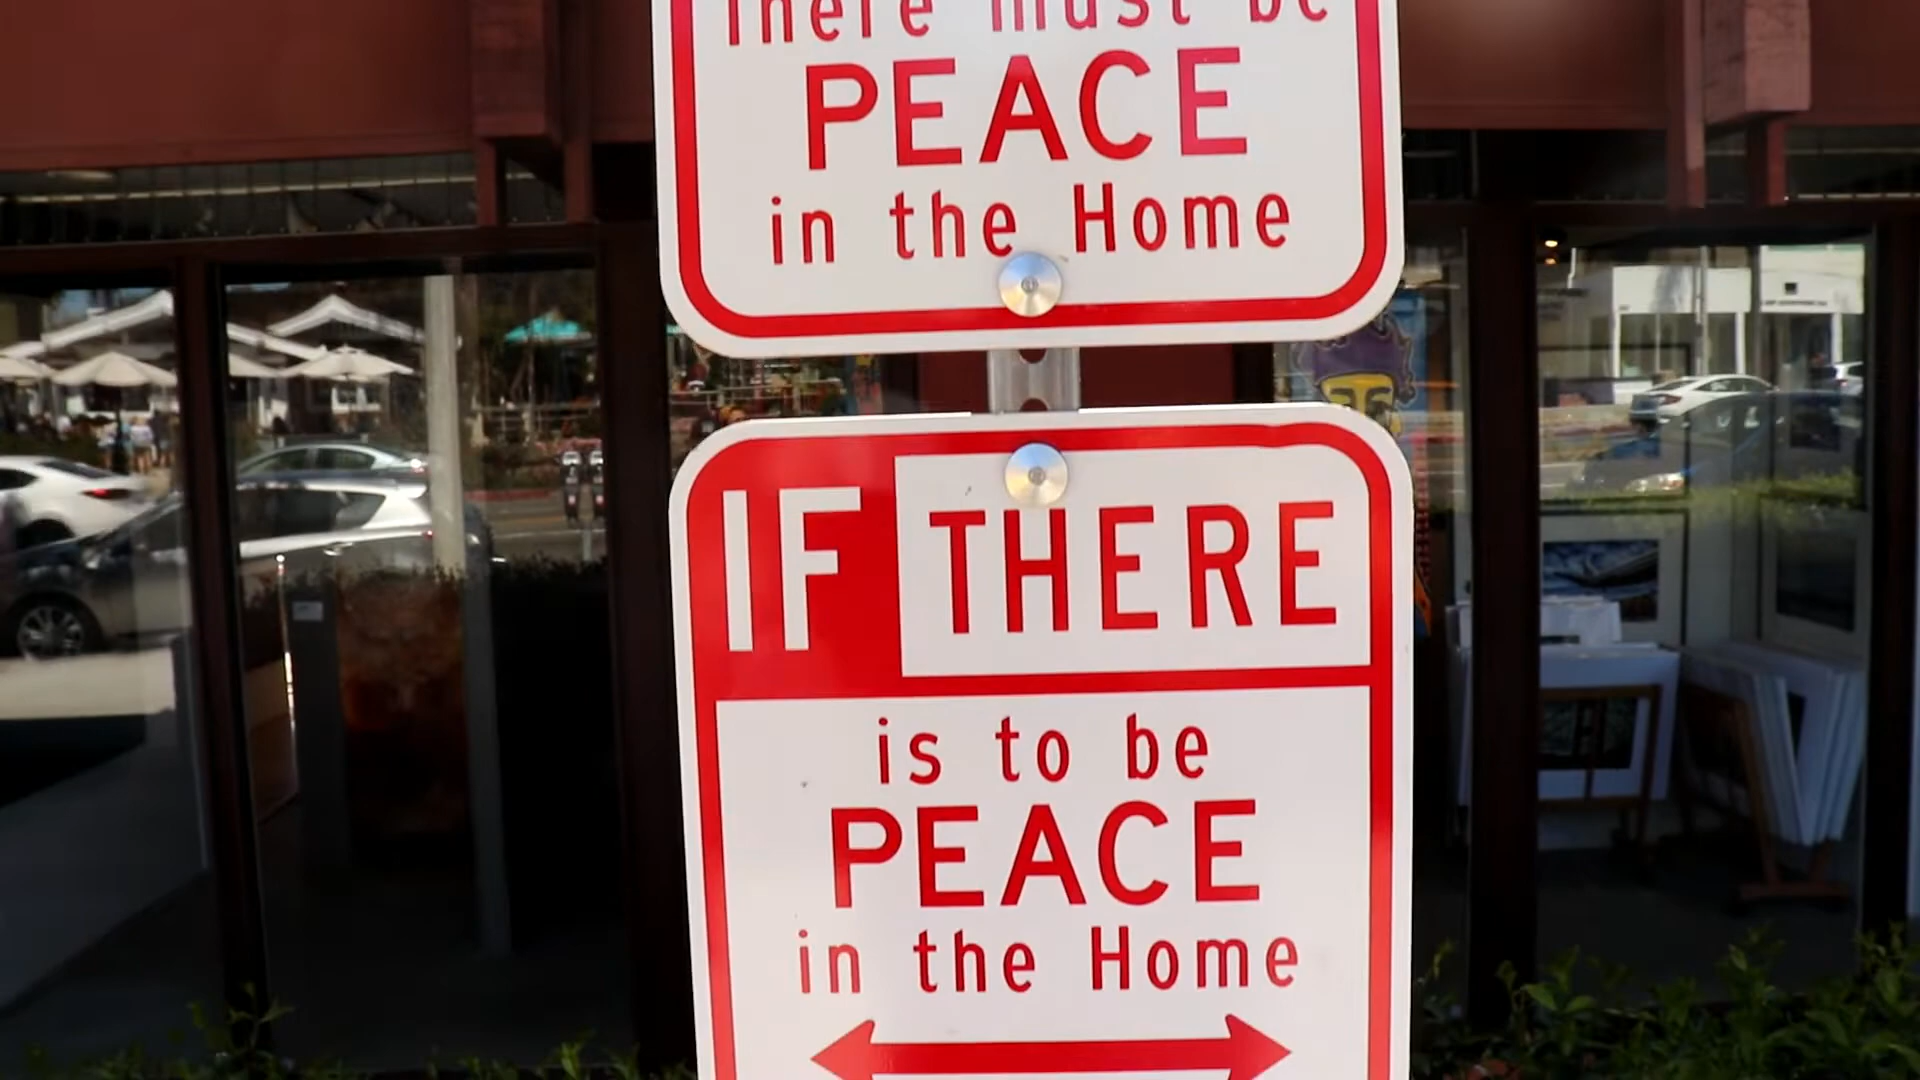 There must be
PEACE
in the Home
IF THERE
is to be
PEACE
in the Home